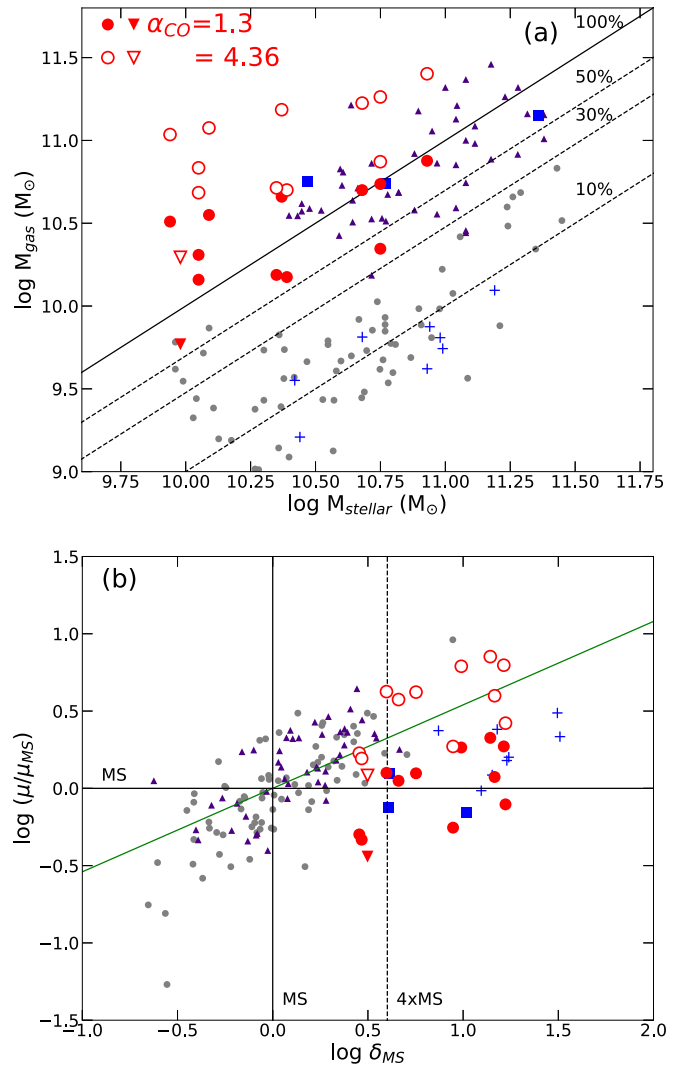 11.5
11.0
10.5
10.0
9.5
9.0
log M_gas (M_⊙)
α_CO=1.3
= 4.36
(a)
100%
50%
30%
10%
9.75 10.00 10.25 10.50 10.75 11.00 11.25 11.50 11.75
log M_stellar (M_⊙)
1.5
1.0
0.5
0.0
−0.5
−1.0
−1.5
log (μ/μ_MS)
(b)
MS
MS
4xMS
−1.0 −0.5 0.0 0.5 1.0 1.5 2.0
log δ_MS